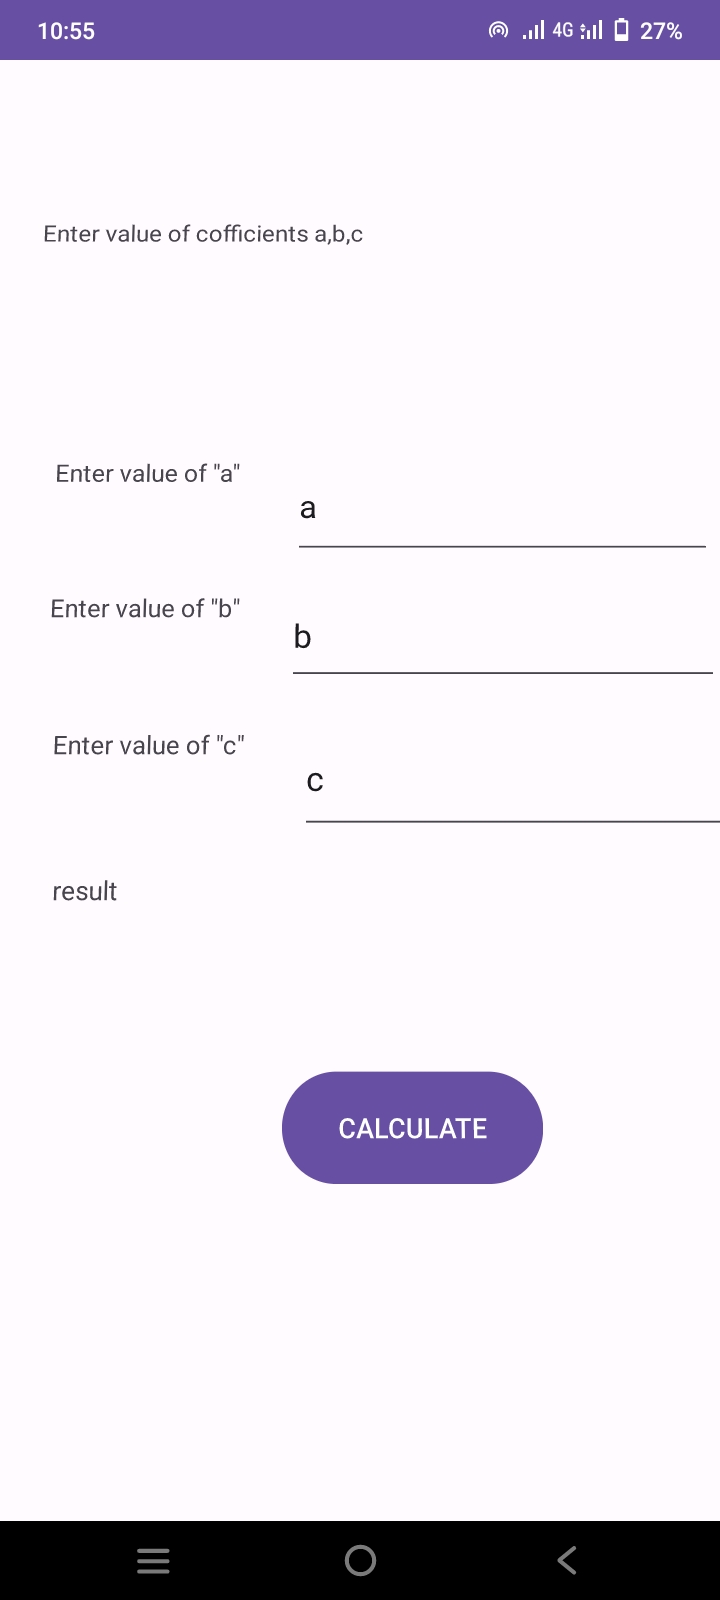 10:55 4G 27%
Enter value of cofficients a,b,c
Enter value of "a"
a
Enter value of "b"
b
Enter value of "c"
c
result
CALCULATE